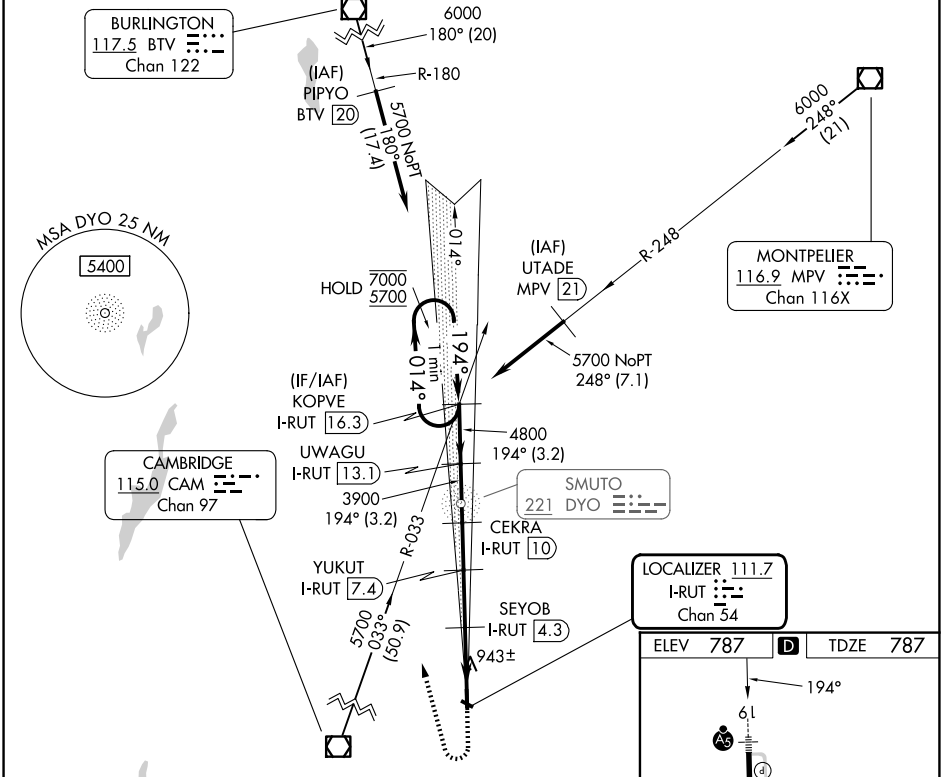 BURLINGTON
117.5 BTV
Chan 122
6000
180° (20)
R-180
(IAF)
PIPYO
BTV 20
5700 NoPT
180°
(17.4)
6000
248°
(21)
MSA DYO 25 NM
5400
014°
R-248
MONTPELIER
116.9 MPV
Chan 116X
(IAF)
UTADE
MPV 21
HOLD 7000
5700
194°
1 min
014°
5700 NoPT
248° (7.1)
(IF/IAF)
KOPVE
I-RUT 16.3
4800
194° (3.2)
UWAGU
I-RUT 13.1
CAMBRIDGE
115.0 CAM
Chan 97
3900
194° (3.2)
SMUTO
221 DYO
R-033
CEKRA
I-RUT 10
YUKUT
I-RUT 7.4
LOCALIZER 111.7
I-RUT
Chan 54
SEYOB
I-RUT 4.3
5700
033°
(50.9)
943±
ELEV 787 D TDZE 787
194°
19
A5
P